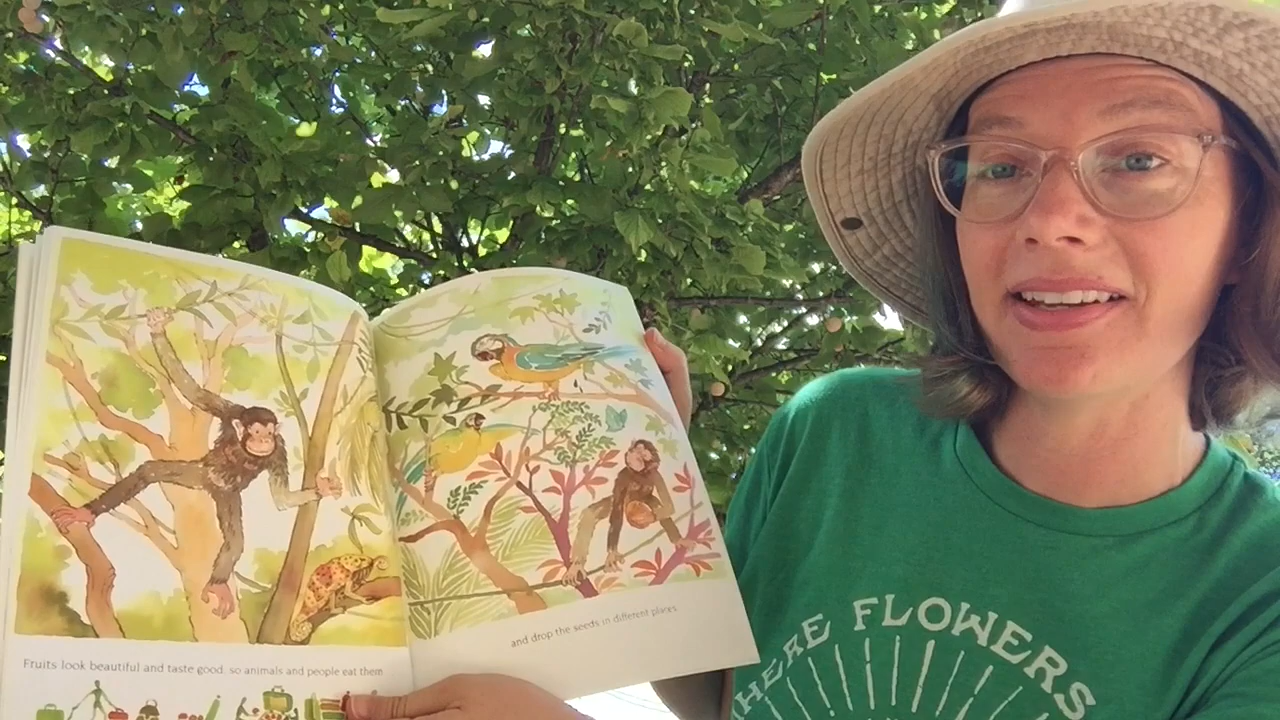 Fruits look beautiful and taste good, so animals and people eat them
and drop the seeds in different places.
HERE FLOWERS